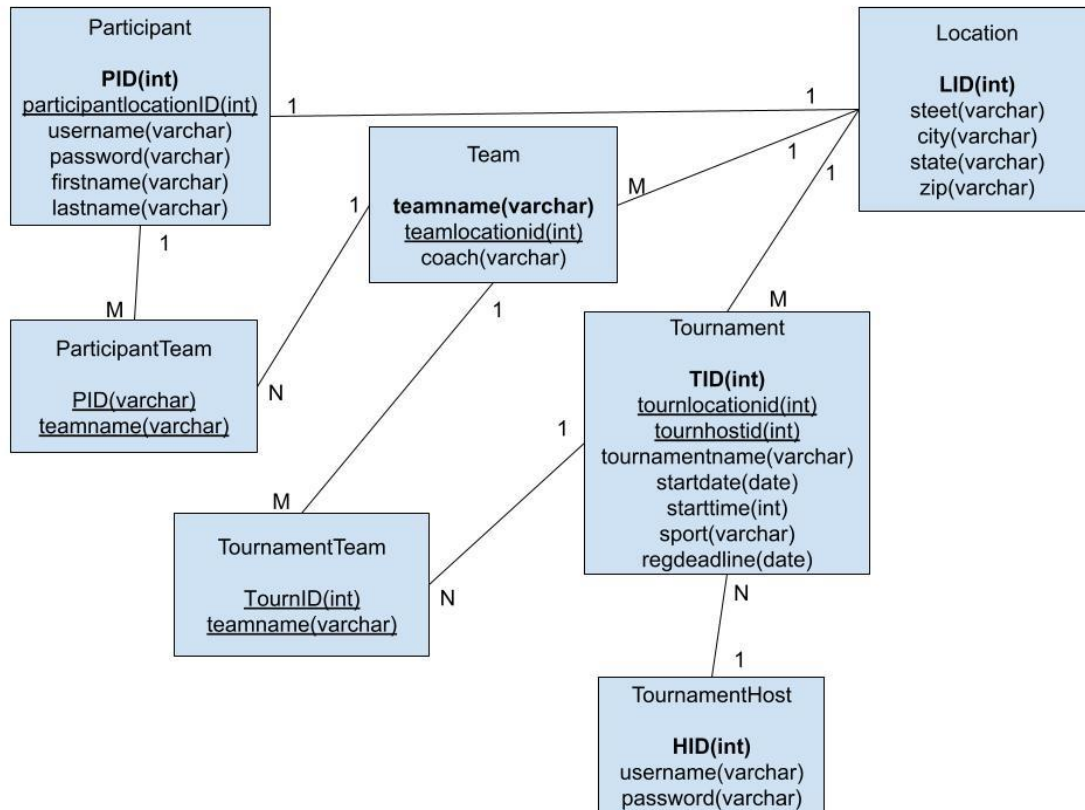 Participant
PID(int)
participantlocationID(int)
username(varchar)
password(varchar)
firstname(varchar)
lastname(varchar)
1
1
Location
LID(int)
steet(varchar)
city(varchar)
state(varchar)
zip(varchar)
Team
teamname(varchar)
teamlocationid(int)
coach(varchar)
1
M
1
1
1
M
ParticipantTeam
PID(varchar)
teamname(varchar)
N
1
M
Tournament
TID(int)
tournlocationid(int)
tournhostid(int)
tournamentname(varchar)
startdate(date)
starttime(int)
sport(varchar)
regdeadline(date)
1
M
TournamentTeam
TournID(int)
teamname(varchar)
N
N
1
TournamentHost
HID(int)
username(varchar)
password(varchar)